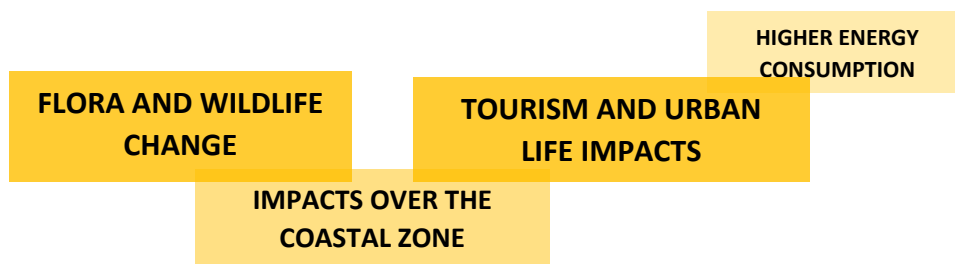 HIGHER ENERGY
CONSUMPTION
FLORA AND WILDLIFE
CHANGE
TOURISM AND URBAN
LIFE IMPACTS
IMPACTS OVER THE
COASTAL ZONE